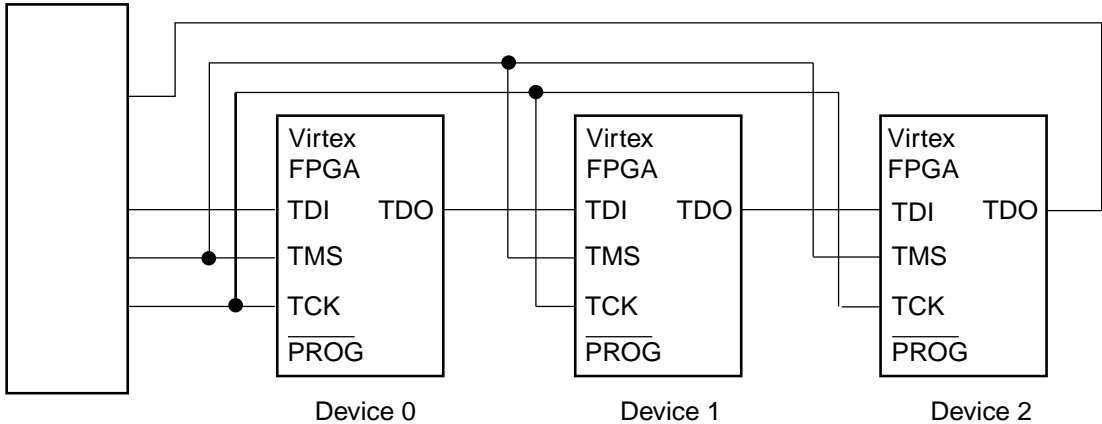 Virtex
FPGA
TDI TDO
TMS
TCK
PROG
Device 0
Virtex
FPGA
TDI TDO
TMS
TCK
PROG
Device 1
Virtex
FPGA
TDI TDO
TMS
TCK
PROG
Device 2